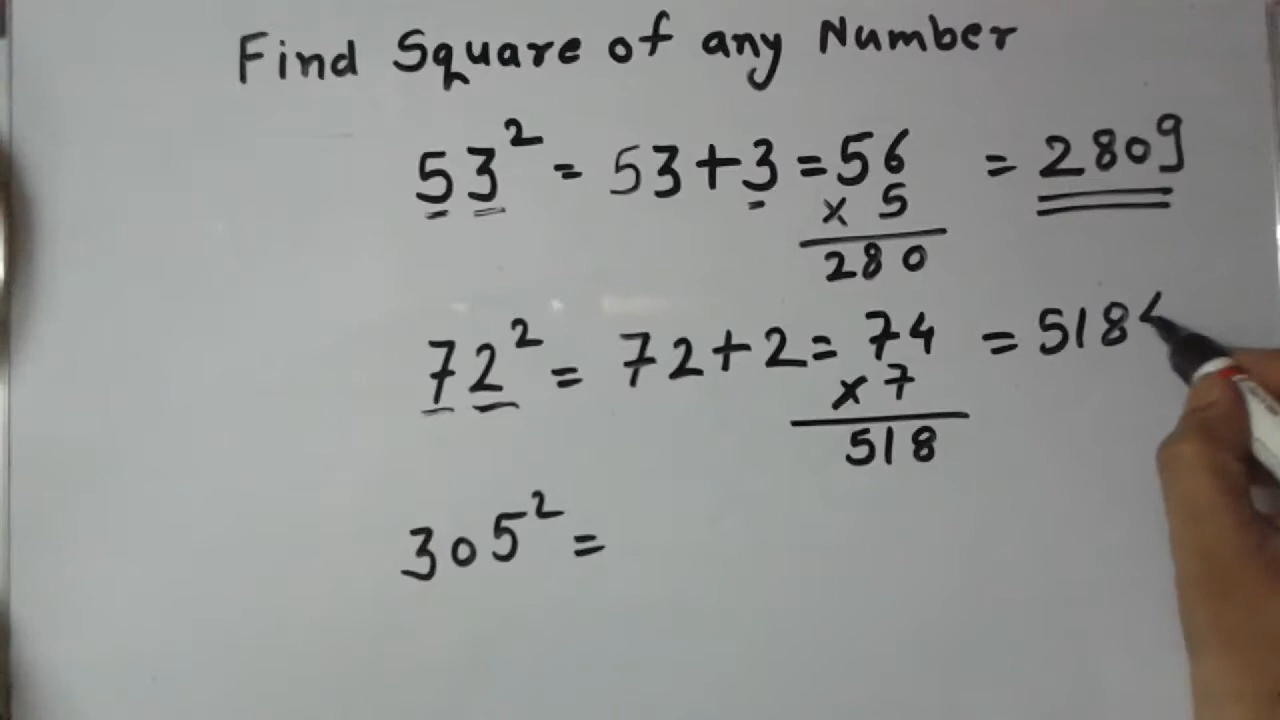 Find Square of any Number
53² = 53+3 = 56 = 2809
× 5
280
72² = 72+2 = 74 = 5184
× 7
518
305² =